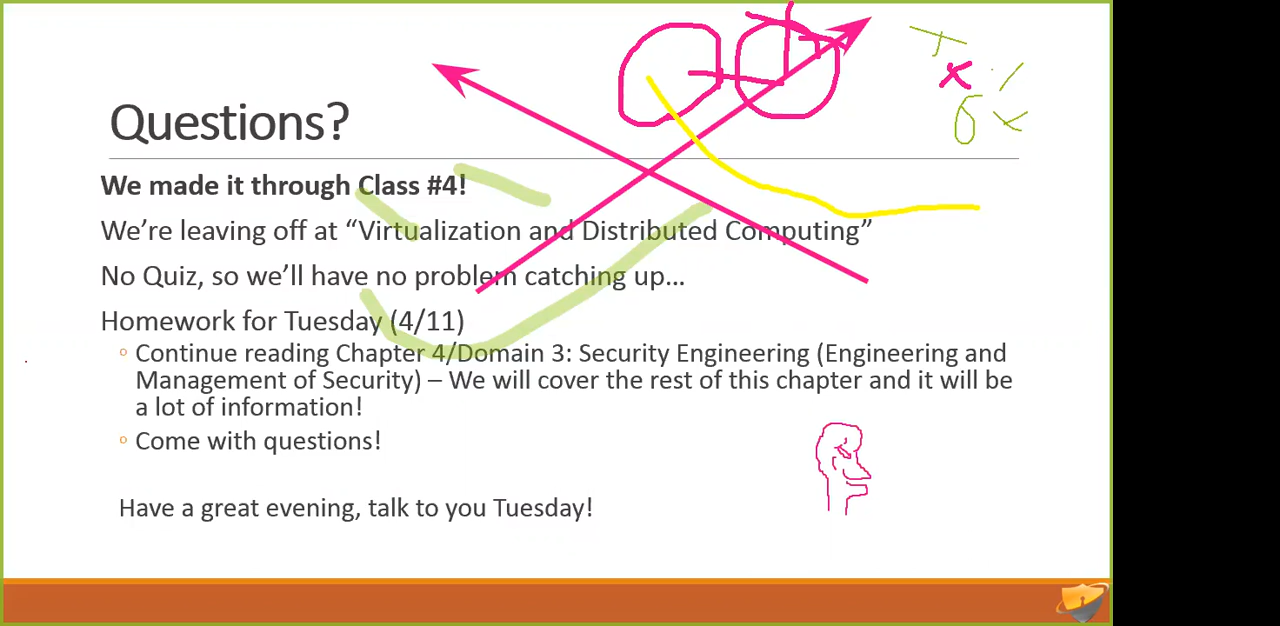 Questions?
We made it through Class #4!
We’re leaving off at “Virtualization and Distributed Computing”
No Quiz, so we’ll have no problem catching up…
Homework for Tuesday (4/11)
◦ Continue reading Chapter 4/Domain 3: Security Engineering (Engineering and
Management of Security) – We will cover the rest of this chapter and it will be
a lot of information!
◦ Come with questions!
Have a great evening, talk to you Tuesday!